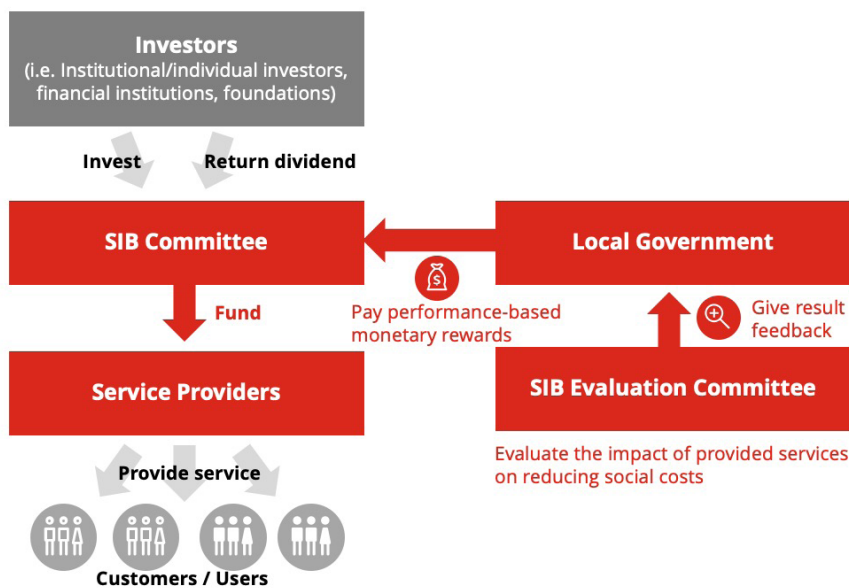 Investors
(i.e. Institutional/individual investors,
financial institutions, foundations)
Invest
Return dividend
SIB Committee
Local Government
$
Fund
Pay performance-based
monetary rewards
Give result
feedback
Service Providers
SIB Evaluation Committee
Evaluate the impact of provided services
on reducing social costs
Provide service
Customers / Users